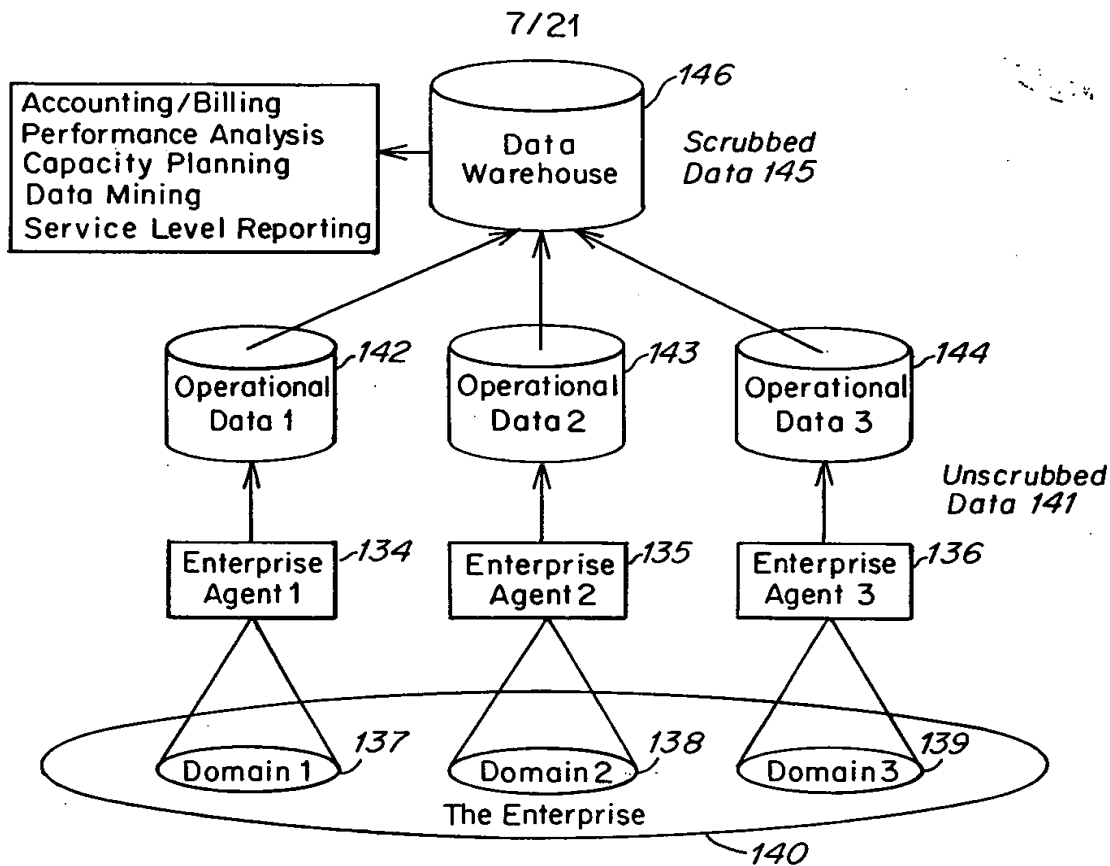 7/21
146
Accounting/Billing
Performance Analysis
Capacity Planning
Data Mining
Service Level Reporting
Data
Warehouse
Scrubbed
Data 145
142
Operational
Data 1
143
Operational
Data 2
144
Operational
Data 3
Unscrubbed
Data 141
134
Enterprise
Agent 1
135
Enterprise
Agent 2
136
Enterprise
Agent 3
137
Domain 1
138
Domain 2
139
Domain 3
The Enterprise
140